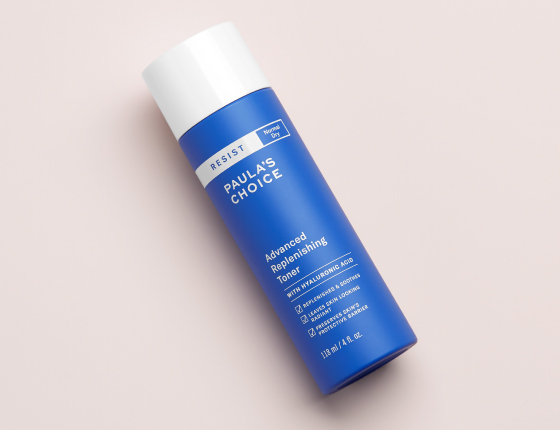 RESIST
Normal
Dry
PAULA'S
CHOICE
Advanced
Replenishing
Toner
WITH HYALURONIC ACID
REPLENISHES & SOOTHES
LEAVES SKIN LOOKING
RADIANT
PRESERVES SKIN'S
PROTECTIVE BARRIER
118 ml / 4 fl. oz.